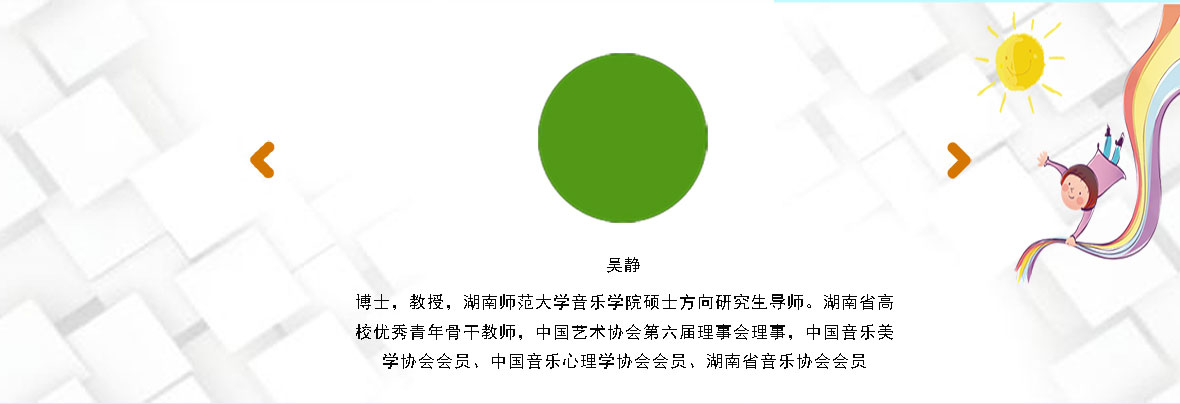 吴静
博士，教授，湖南师范大学音乐学院硕士方向研究生导师。湖南省高
校优秀青年骨干教师，中国艺术协会第六届理事会理事，中国音乐美
学协会会员、中国音乐心理学协会会员、湖南省音乐协会会员